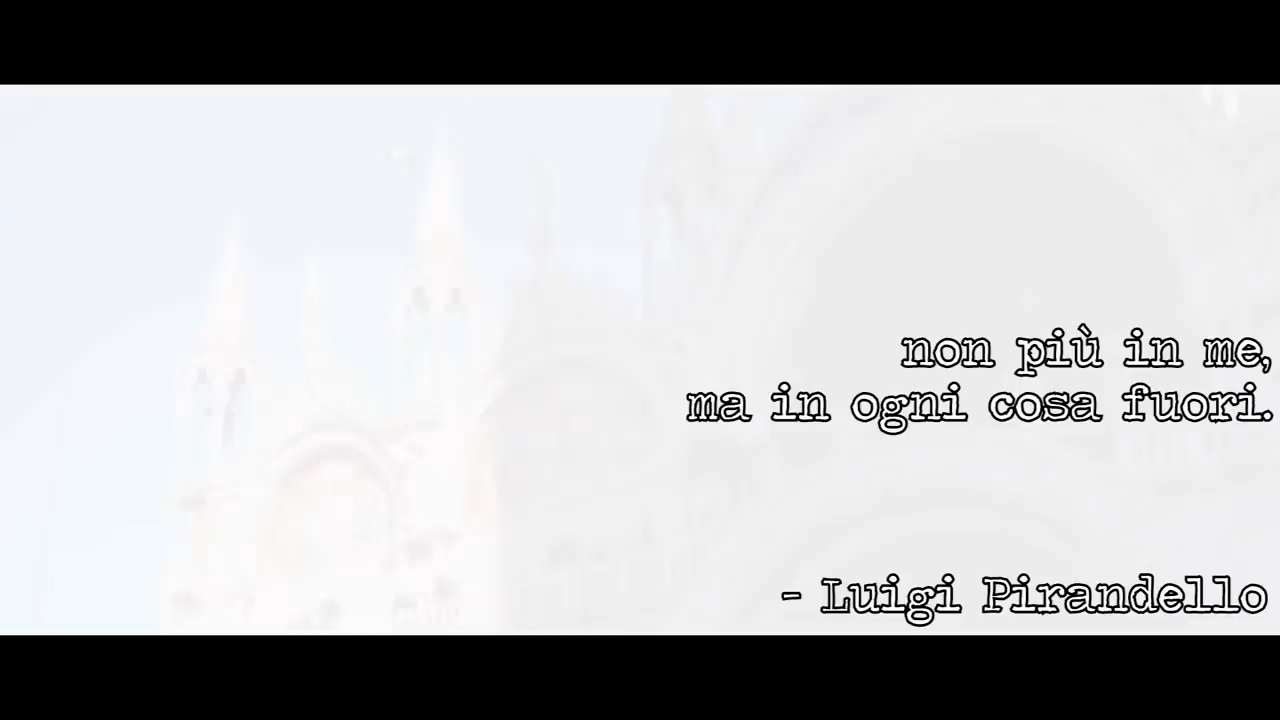 non più in me,
ma in ogni cosa fuori.
- Luigi Pirandello